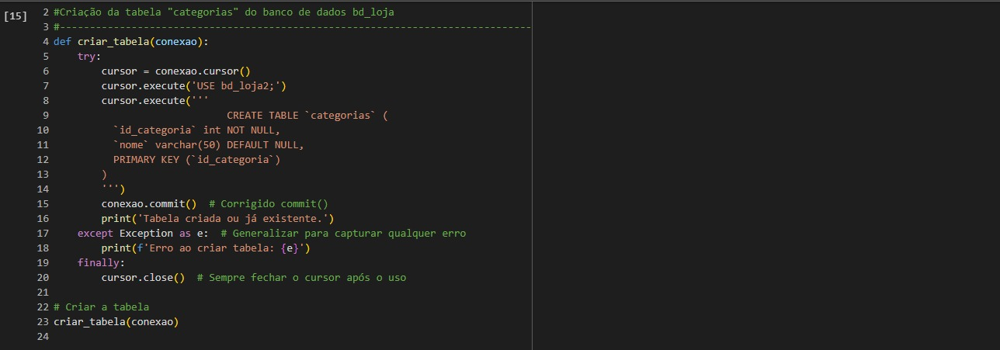 [15]
2 #Criação da tabela "categorias" do banco de dados bd_loja
3 #-------------------------------------------------------------------------------
4 def criar_tabela(conexao):
5     try:
6         cursor = conexao.cursor()
7         cursor.execute('USE bd_loja2;')
8         cursor.execute('''
9                              CREATE TABLE `categorias` (
10           `id_categoria` int NOT NULL,
11           `nome` varchar(50) DEFAULT NULL,
12           PRIMARY KEY (`id_categoria`)
13         )
14         ''')
15         conexao.commit()  # Corrigido commit()
16         print('Tabela criada ou já existente.')
17     except Exception as e:  # Generalizar para capturar qualquer erro
18         print(f'Erro ao criar tabela: {e}')
19     finally:
20         cursor.close()  # Sempre fechar o cursor após o uso
21
22 # Criar a tabela
23 criar_tabela(conexao)
24